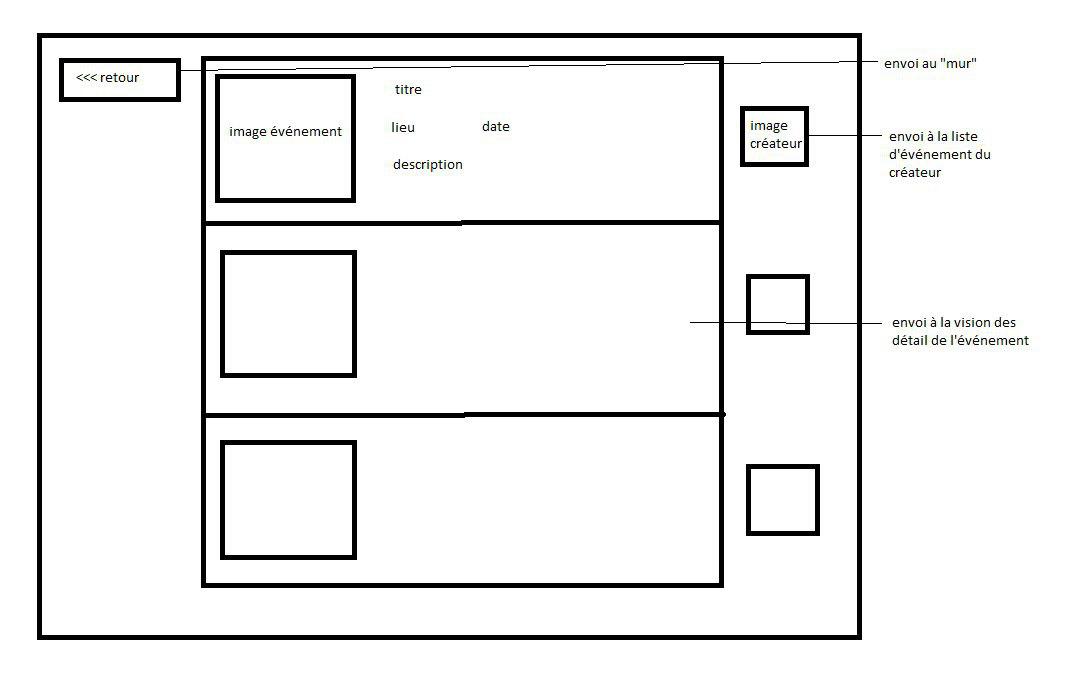 <<< retour
envoi au "mur"
titre
image événement
lieu
date
description
image
créateur
envoi à la liste
d'événement du
créateur
envoi à la vision des
détail de l'événement